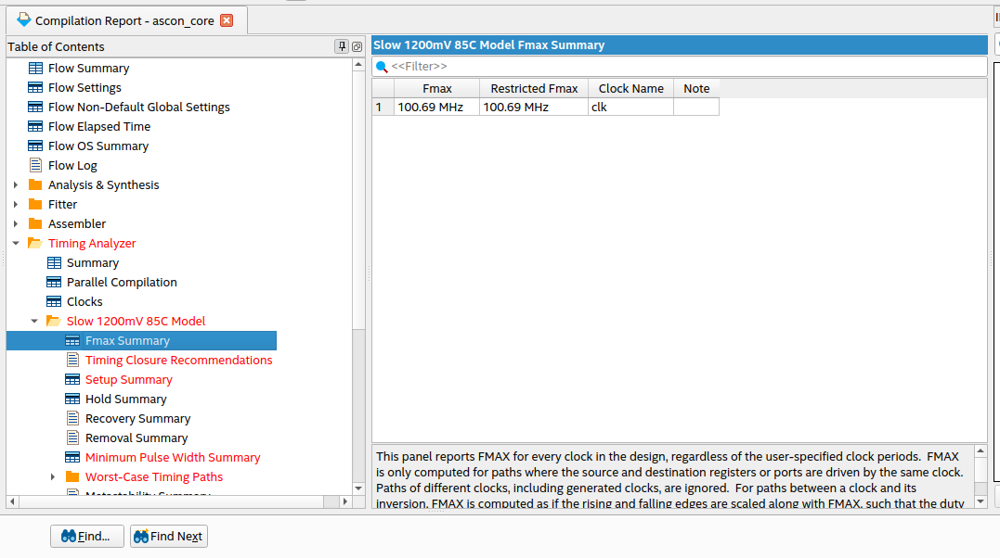 Compilation Report - ascon_core
Table of Contents
Flow Summary
Flow Settings
Flow Non-Default Global Settings
Flow Elapsed Time
Flow OS Summary
Flow Log
Analysis & Synthesis
Fitter
Assembler
Timing Analyzer
Summary
Parallel Compilation
Clocks
Slow 1200mV 85C Model
Fmax Summary
Timing Closure Recommendations
Setup Summary
Hold Summary
Recovery Summary
Removal Summary
Minimum Pulse Width Summary
Worst-Case Timing Paths
Metastability Summary
Slow 1200mV 85C Model Fmax Summary
<<Filter>>
Fmax Restricted Fmax Clock Name Note
1 100.69 MHz 100.69 MHz clk
This panel reports FMAX for every clock in the design, regardless of the user-specified clock periods.  FMAX
is only computed for paths where the source and destination registers or ports are driven by the same clock.
Paths of different clocks, including generated clocks, are ignored.  For paths between a clock and its
inversion, FMAX is computed as if the rising and falling edges are scaled along with FMAX, such that the duty
Find...
Find Next